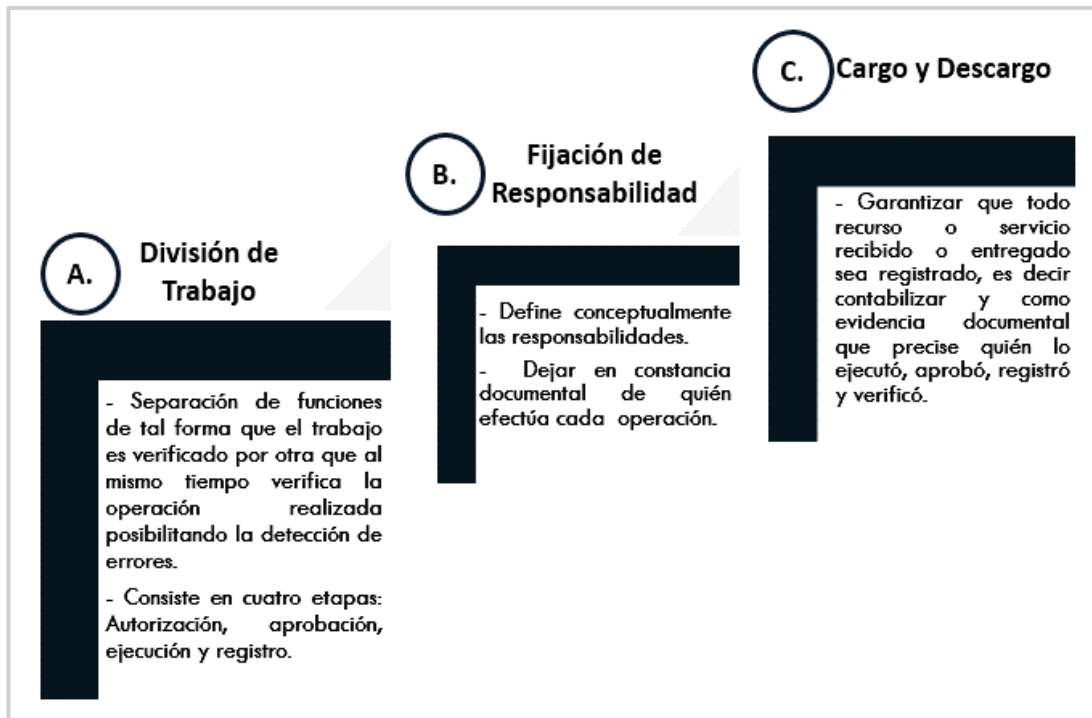 A.
División de
Trabajo
- Separación de funciones
de tal forma que el trabajo
es verificado por otra que al
mismo tiempo verifica la
operación realizada
posibilitando la detección de
errores.
- Consiste en cuatro etapas:
Autorización, aprobación,
ejecución y registro.
B.
Fijación de
Responsabilidad
- Define conceptualmente
las responsabilidades.
- Dejar en constancia
documental de quién
efectúa cada operación.
C.
Cargo y Descargo
- Garantizar que todo
recurso o servicio
recibido o entregado
sea registrado, es decir
contabilizar y como
evidencia documental
que precise quién lo
ejecutó, aprobó, registró
y verificó.